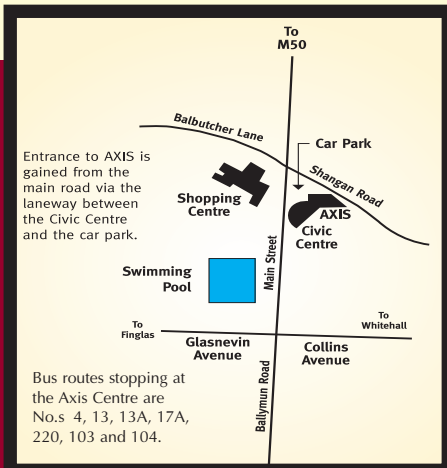 To
M50
Balbutcher Lane
Car Park
Entrance to AXIS is
gained from the
main road via the
laneway between
the Civic Centre
and the car park.
Shangan Road
Shopping
Centre
AXIS
Civic
Centre
Main Street
Swimming
Pool
To
Finglas
To
Whitehall
Glasnevin
Avenue
Collins
Avenue
Ballymun Road
Bus routes stopping at
the Axis Centre are
No.s 4, 13, 13A, 17A,
220, 103 and 104.